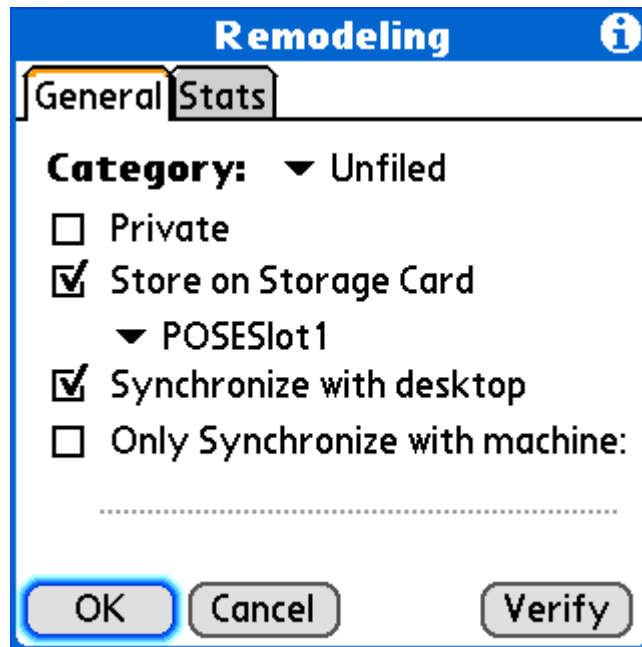 Remodeling
General Stats
Category: Unfiled
Private
Store on Storage Card
POSESlot1
Synchronize with desktop
Only Synchronize with machine:
OK Cancel Verify